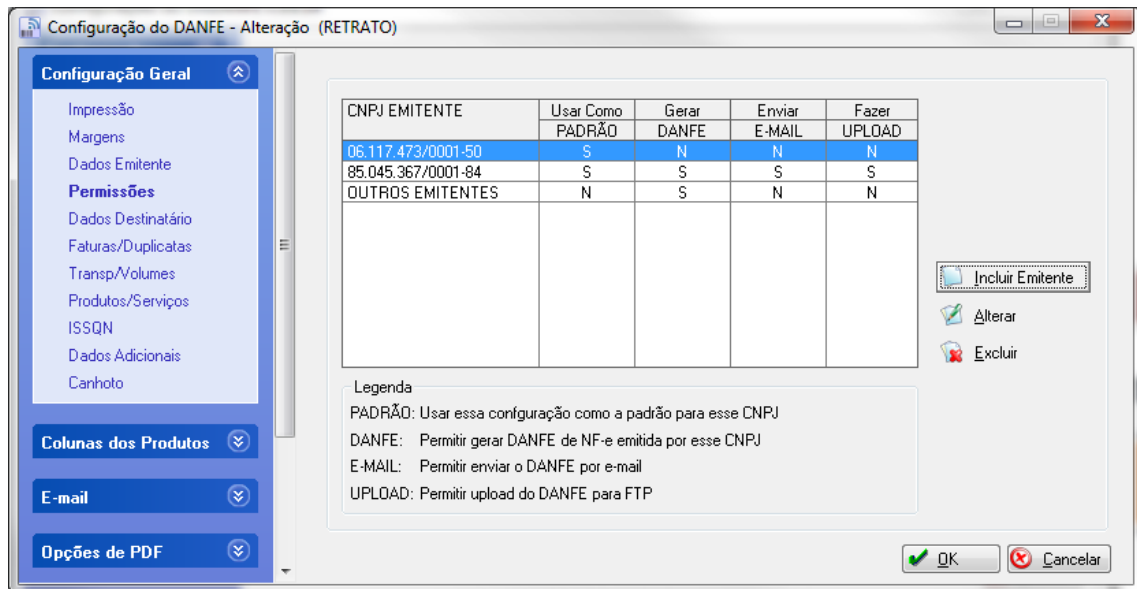 Configuração do DANFE - Alteração (RETRATO)
Configuração Geral
Impressão
Margens
Dados Emitente
Permissões
Dados Destinatário
Faturas/Duplicatas
Transp/Volumes
Produtos/Serviços
ISSQN
Dados Adicionais
Canhoto
Colunas dos Produtos
E-mail
Opções de PDF
CNPJ EMITENTE Usar Como Gerar Enviar Fazer
PADRÃO DANFE E-MAIL UPLOAD
06.117.473/0001-50 S N N N
85.045.367/0001-84 S S S S
OUTROS EMITENTES N S N N
Incluir Emitente
Alterar
Excluir
Legenda
PADRÃO: Usar essa confguração como a padrão para esse CNPJ
DANFE: Permitir gerar DANFE de NF-e emitida por esse CNPJ
E-MAIL: Permitir enviar o DANFE por e-mail
UPLOAD: Permitir upload do DANFE para FTP
OK Cancelar